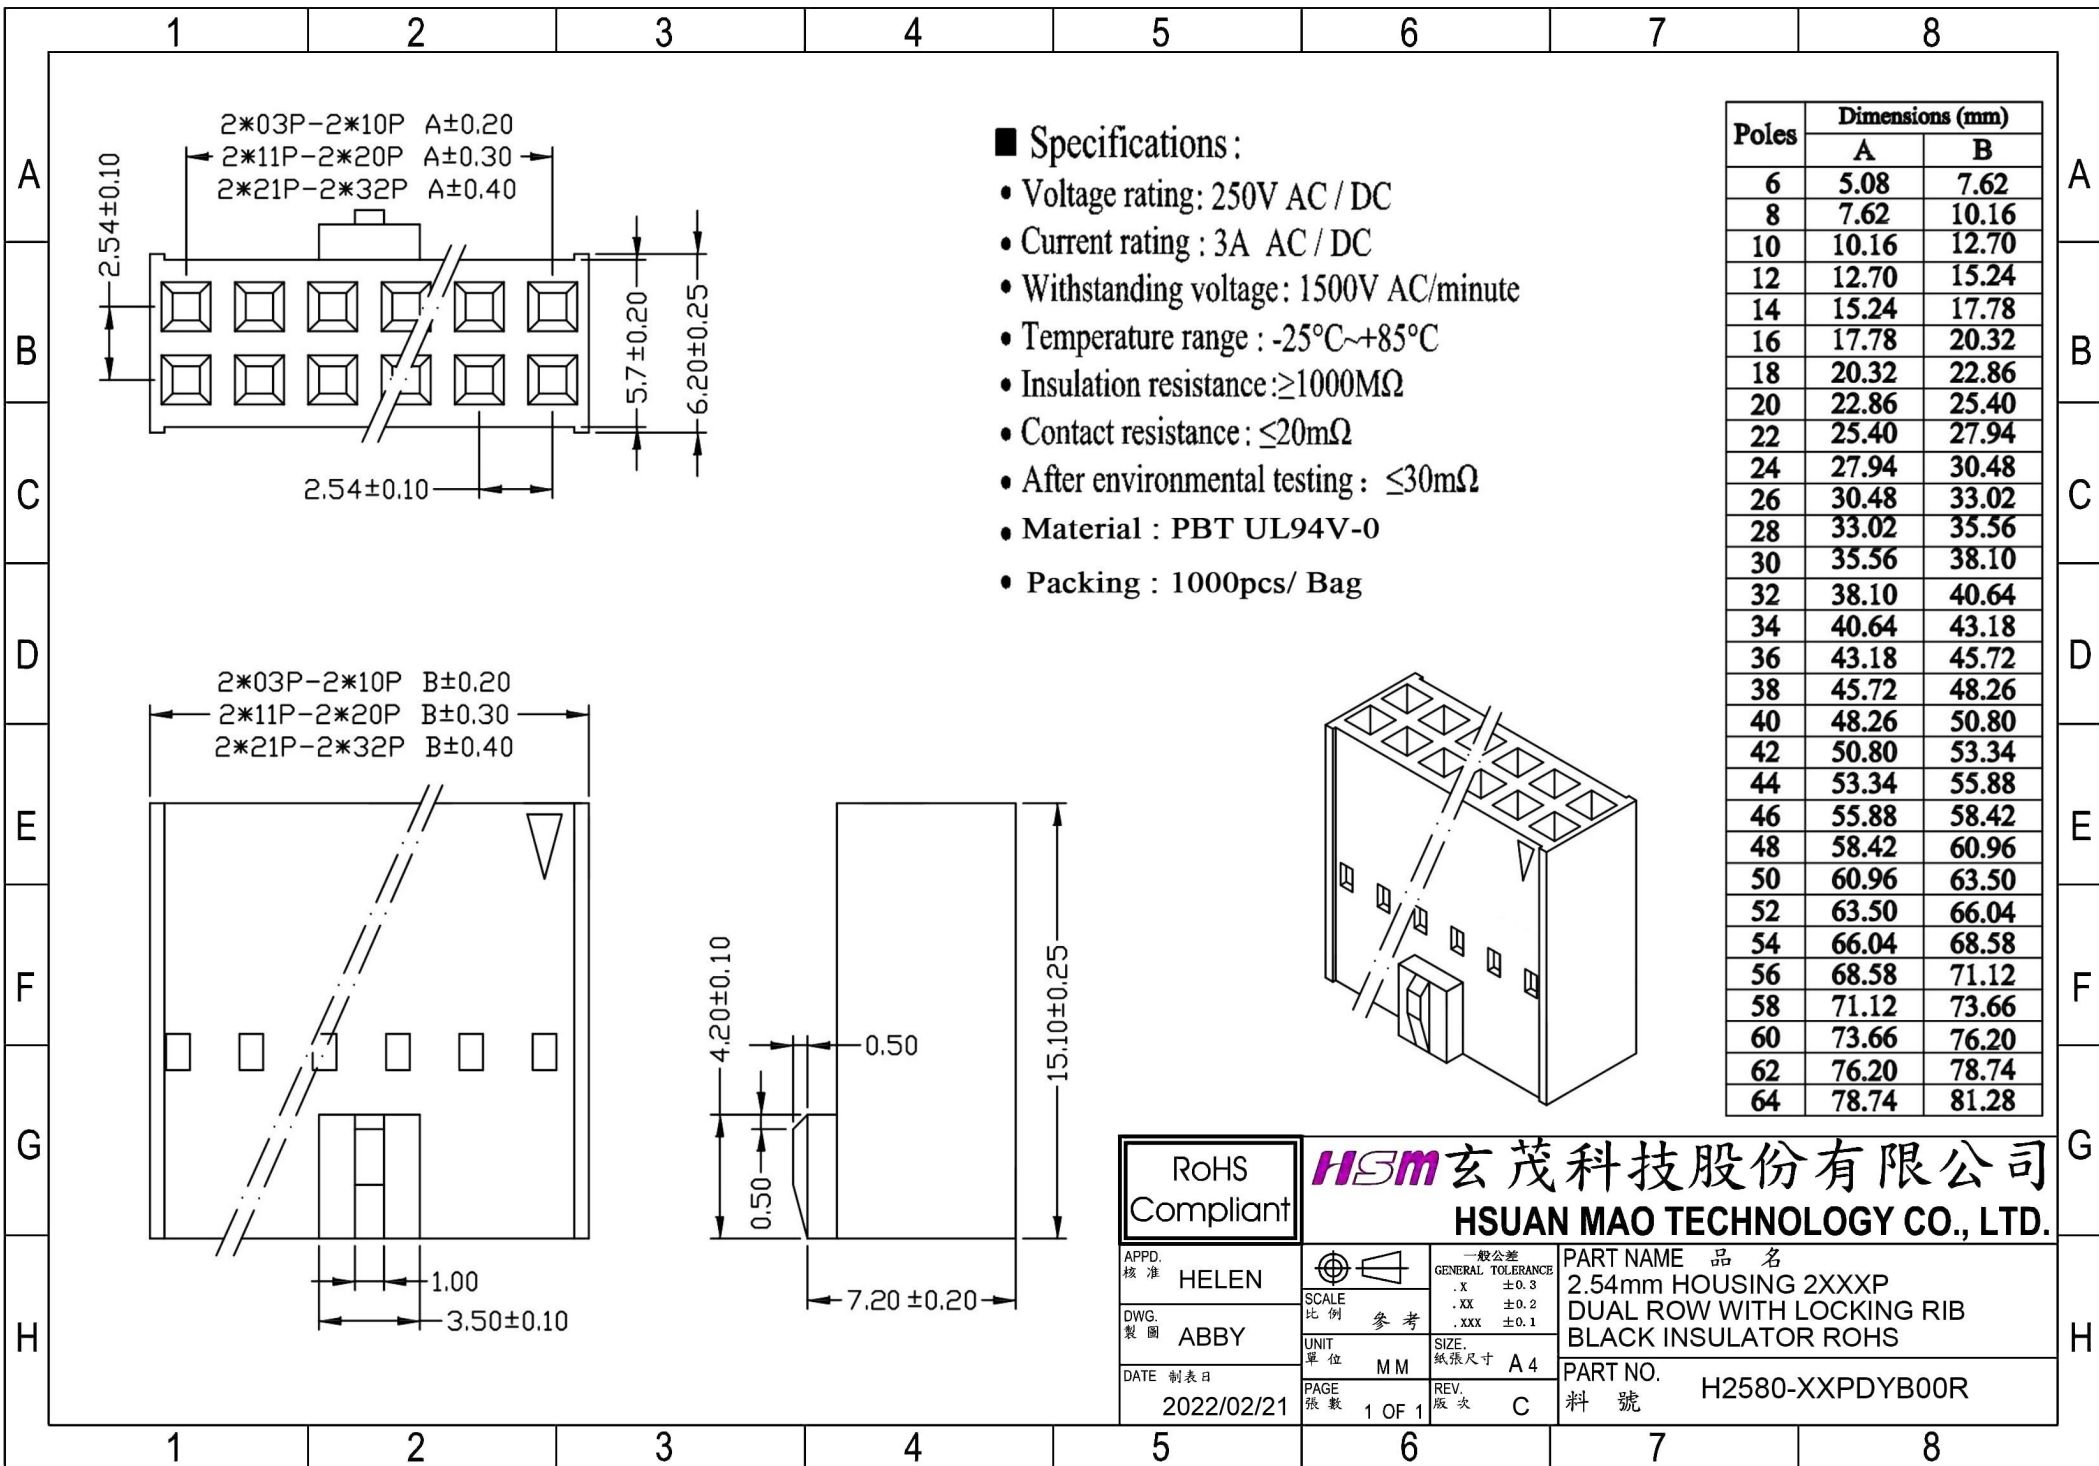 1 2 3 4 5 6 7 8
A
B
C
D
E
F
G
H
2*03P-2*10P A±0.20
2*11P-2*20P A±0.30
2*21P-2*32P A±0.40
2.54±0.10
5.7±0.20
6.20±0.25
2.54±0.10
■ Specifications:
• Voltage rating: 250V AC / DC
• Current rating : 3A AC / DC
• Withstanding voltage: 1500V AC/minute
• Temperature range : -25°C~+85°C
• Insulation resistance:≥1000MΩ
• Contact resistance: ≤20mΩ
• After environmental testing: ≤30mΩ
• Material : PBT UL94V-0
• Packing : 1000pcs/ Bag
Poles Dimensions (mm)
A B
6 5.08 7.62
8 7.62 10.16
10 10.16 12.70
12 12.70 15.24
14 15.24 17.78
16 17.78 20.32
18 20.32 22.86
20 22.86 25.40
22 25.40 27.94
24 27.94 30.48
26 30.48 33.02
28 33.02 35.56
30 35.56 38.10
32 38.10 40.64
34 40.64 43.18
36 43.18 45.72
38 45.72 48.26
40 48.26 50.80
42 50.80 53.34
44 53.34 55.88
46 55.88 58.42
48 58.42 60.96
50 60.96 63.50
52 63.50 66.04
54 66.04 68.58
56 68.58 71.12
58 71.12 73.66
60 73.66 76.20
62 76.20 78.74
64 78.74 81.28
2*03P-2*10P B±0.20
2*11P-2*20P B±0.30
2*21P-2*32P B±0.40
1.00
3.50±0.10
4.20±0.10
0.50
0.50
15.10±0.25
7.20 ±0.20
RoHS
Compliant
HSM 玄茂科技股份有限公司
HSUAN MAO TECHNOLOGY CO., LTD.
APPD.
核 准 HELEN
DWG.
製 圖 ABBY
DATE 制表日
2022/02/21
SCALE
比 例 參 考
UNIT
單 位 MM
PAGE
張 數 1 OF 1
一般公差
GENERAL TOLERANCE
.X ±0.3
.XX ±0.2
.XXX ±0.1
SIZE.
紙張尺寸 A4
REV.
版 次 C
PART NAME 品 名
2.54mm HOUSING 2XXXP
DUAL ROW WITH LOCKING RIB
BLACK INSULATOR ROHS
PART NO.
料 號 H2580-XXPDYB00R
A
B
C
D
E
F
G
H
1 2 3 4 5 6 7 8